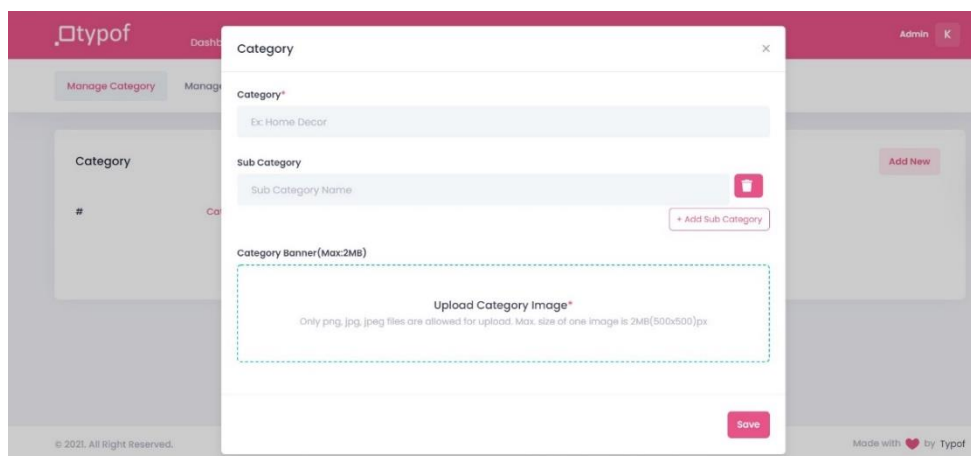 typof
Dashb
Admin K
Category ×
Manage Category Manage
Category*
Ex: Home Decor
Category
Add New
Sub Category
Sub Category Name
# Cat
+ Add Sub Category
Category Banner(Max:2MB)
Upload Category Image*
Only png, jpg, jpeg files are allowed for upload. Max. size of one image is 2MB(500x500)px
Save
© 2021. All Right Reserved.
Made with ❤ by Typof